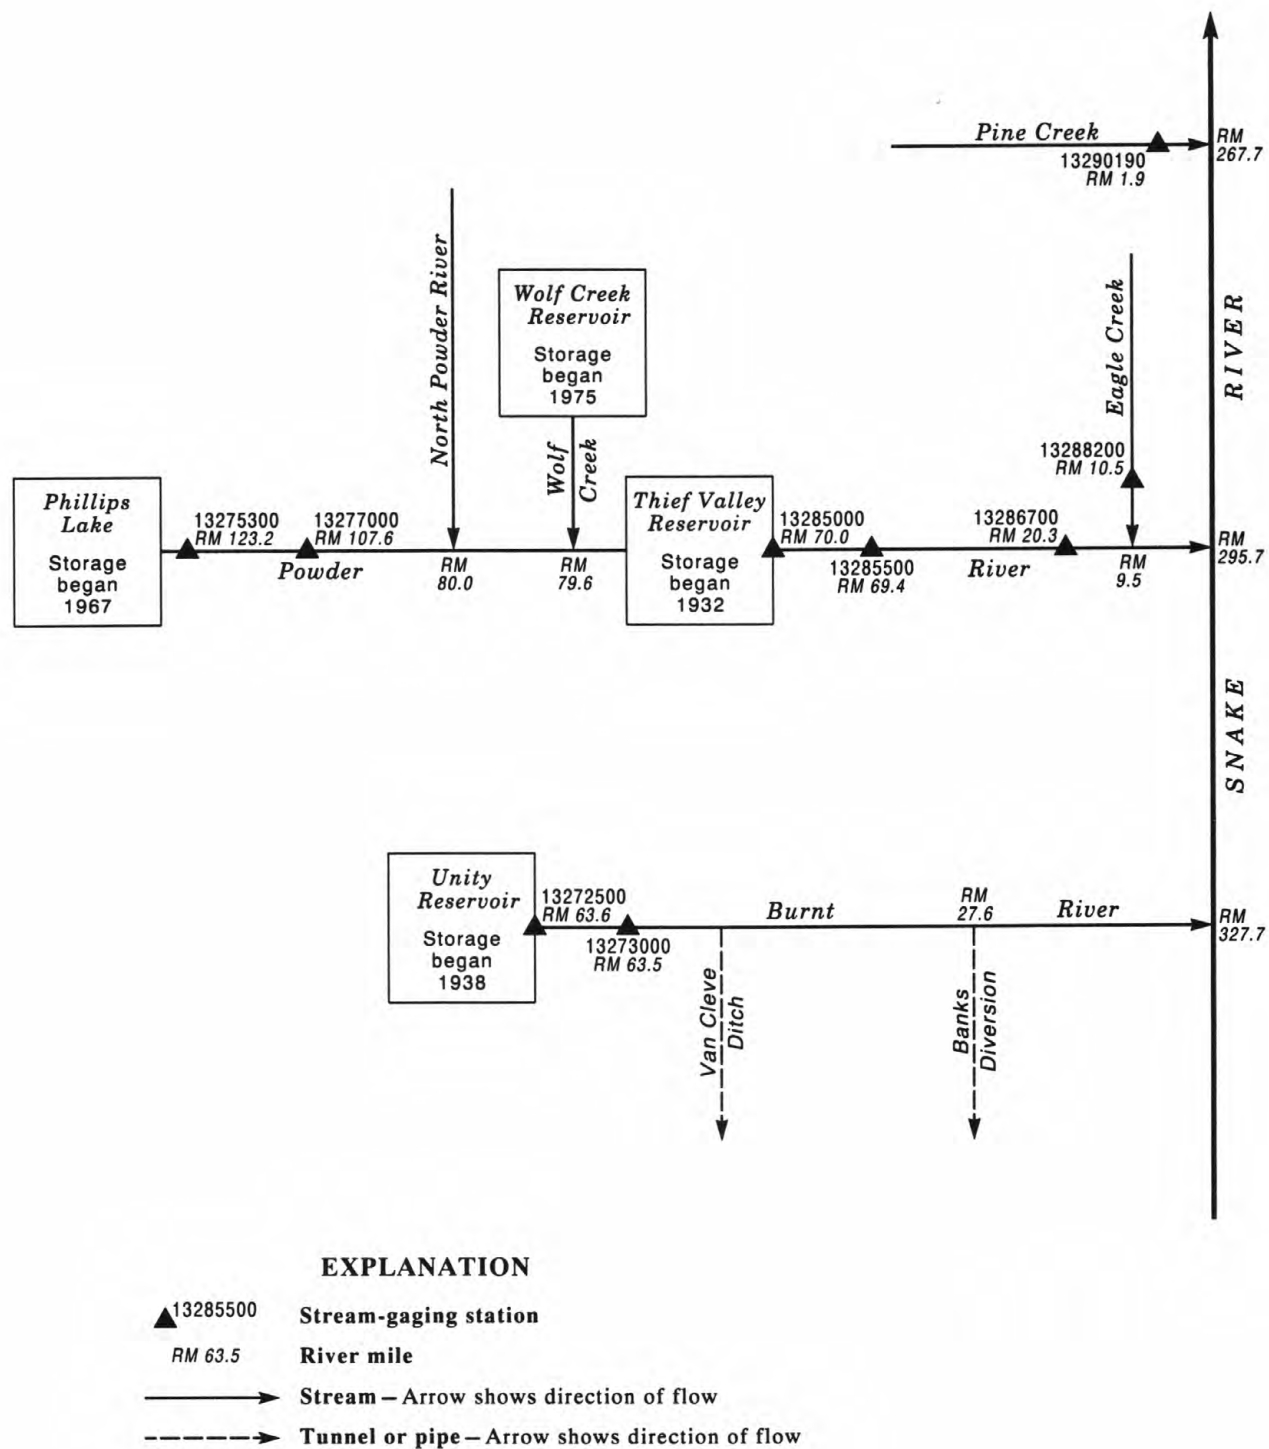 Pine Creek
RM
267.7
13290190
RM 1.9
North Powder River
Wolf Creek
Reservoir
Storage
began
1975
Eagle Creek
RIVER
Wolf
Creek
13288200
RM 10.5
Phillips
Lake
Storage
began
1967
13275300
RM 123.2
13277000
RM 107.6
Powder
RM
80.0
RM
79.6
Thief Valley
Reservoir
Storage
began
1932
13285000
RM 70.0
13285500
RM 69.4
13286700
RM 20.3
River
RM
9.5
RM
295.7
SNAKE
Unity
Reservoir
Storage
began
1938
13272500
RM 63.6
13273000
RM 63.5
Burnt
RM
27.6
River
RM
327.7
Van Cleve
Ditch
Banks
Diversion
EXPLANATION
13285500 Stream-gaging station
RM 63.5 River mile
Stream – Arrow shows direction of flow
Tunnel or pipe – Arrow shows direction of flow